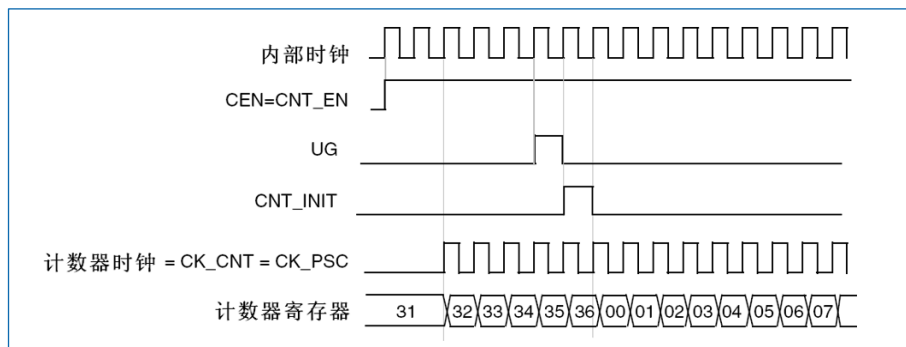 内部时钟
CEN=CNT_EN
UG
CNT_INIT
计数器时钟 = CK_CNT = CK_PSC
计数器寄存器 31 32 33 34 35 36 00 01 02 03 04 05 06 07